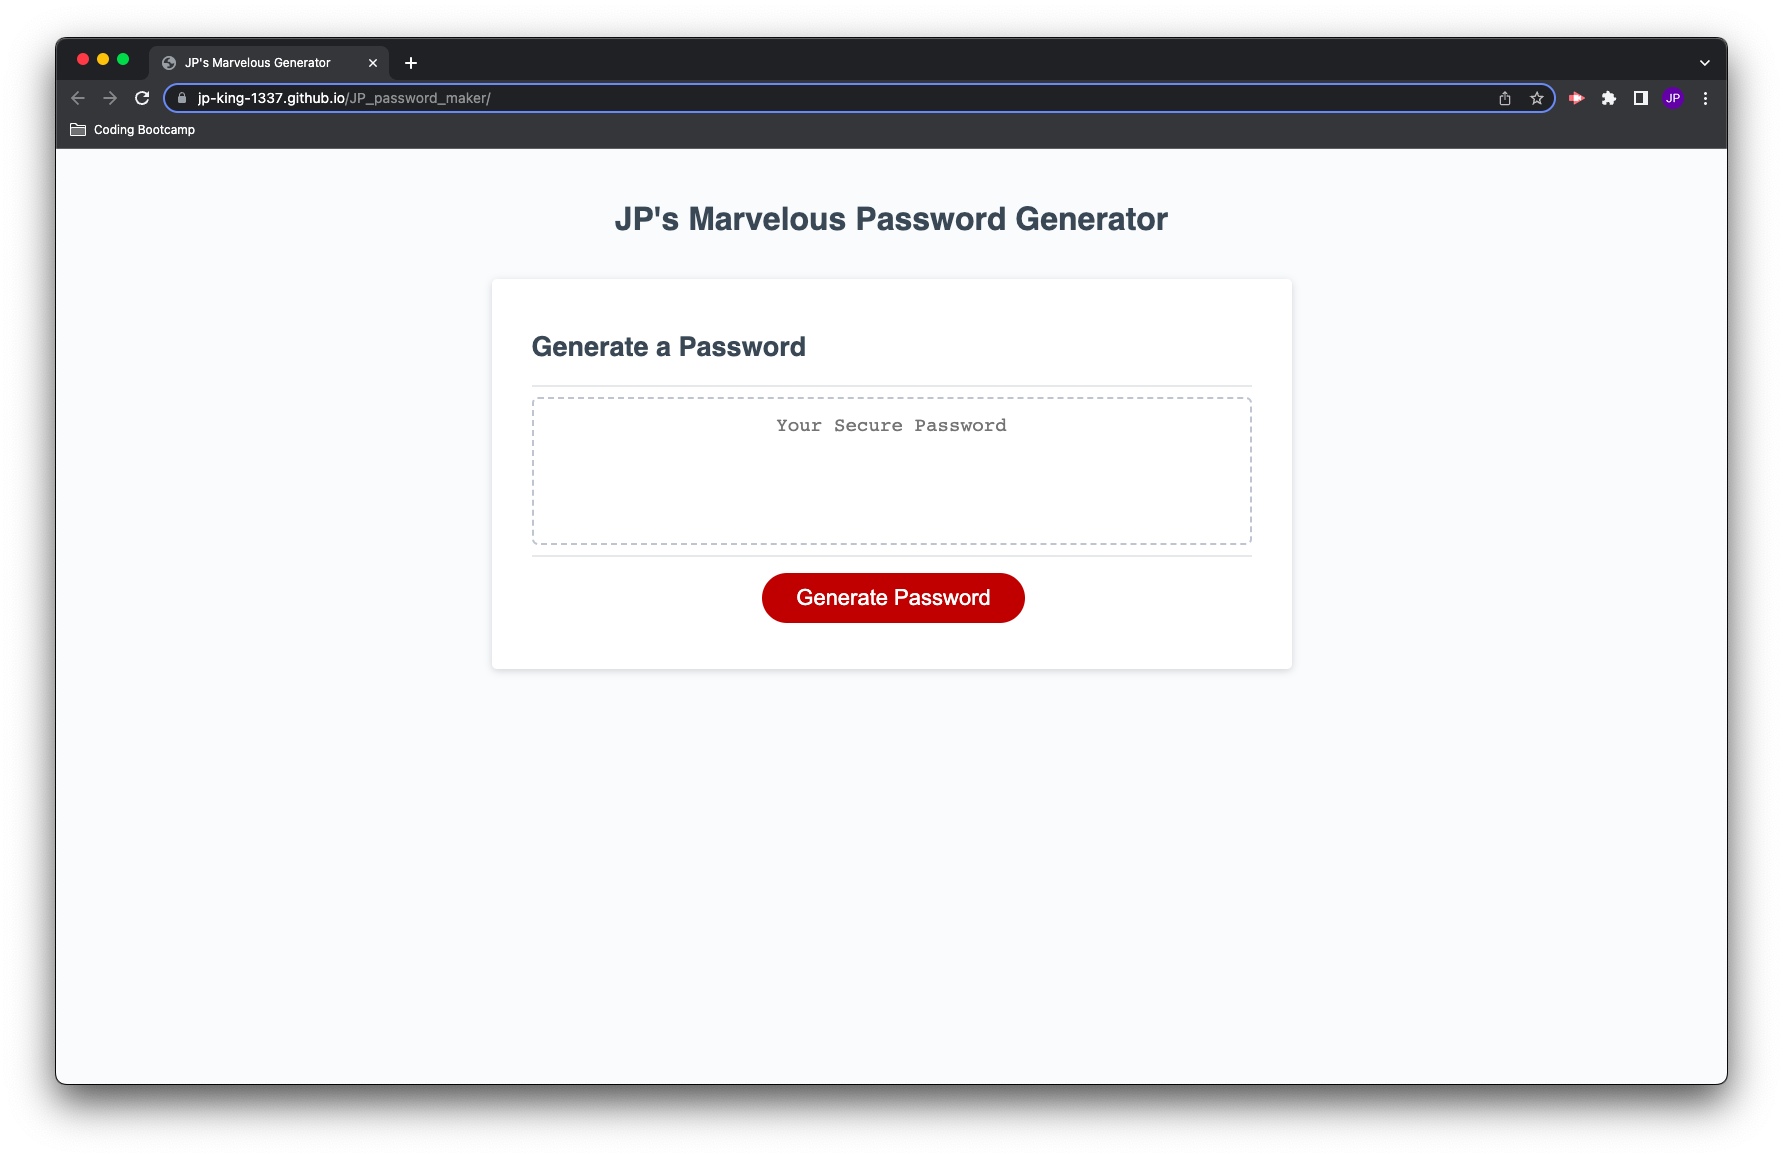 JP's Marvelous Generator
jp-king-1337.github.io/JP_password_maker/
JP
Coding Bootcamp
JP's Marvelous Password Generator
Generate a Password
Your Secure Password
Generate Password